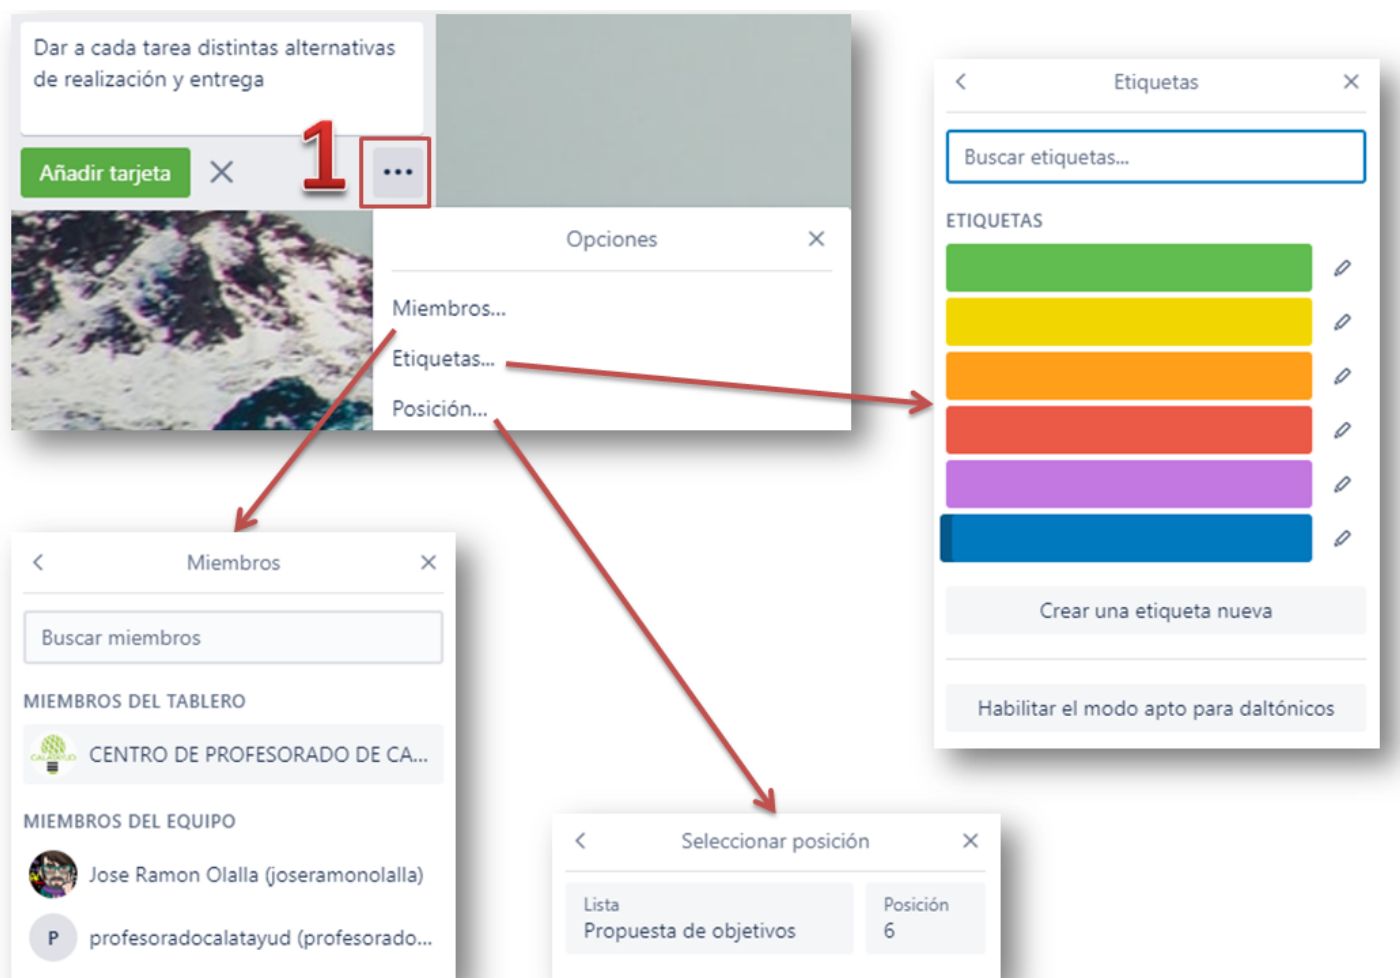 Dar a cada tarea distintas alternativas
de realización y entrega
Añadir tarjeta
1
Opciones
Miembros...
Etiquetas...
Posición...
Etiquetas
Buscar etiquetas...
ETIQUETAS
Crear una etiqueta nueva
Habilitar el modo apto para daltónicos
Miembros
Buscar miembros
MIEMBROS DEL TABLERO
CALATAYUD
CENTRO DE PROFESORADO DE CA...
MIEMBROS DEL EQUIPO
Jose Ramon Olalla (joseramonolalla)
P
profesoradocalatayud (profesorado...
Seleccionar posición
Lista
Propuesta de objetivos
Posición
6